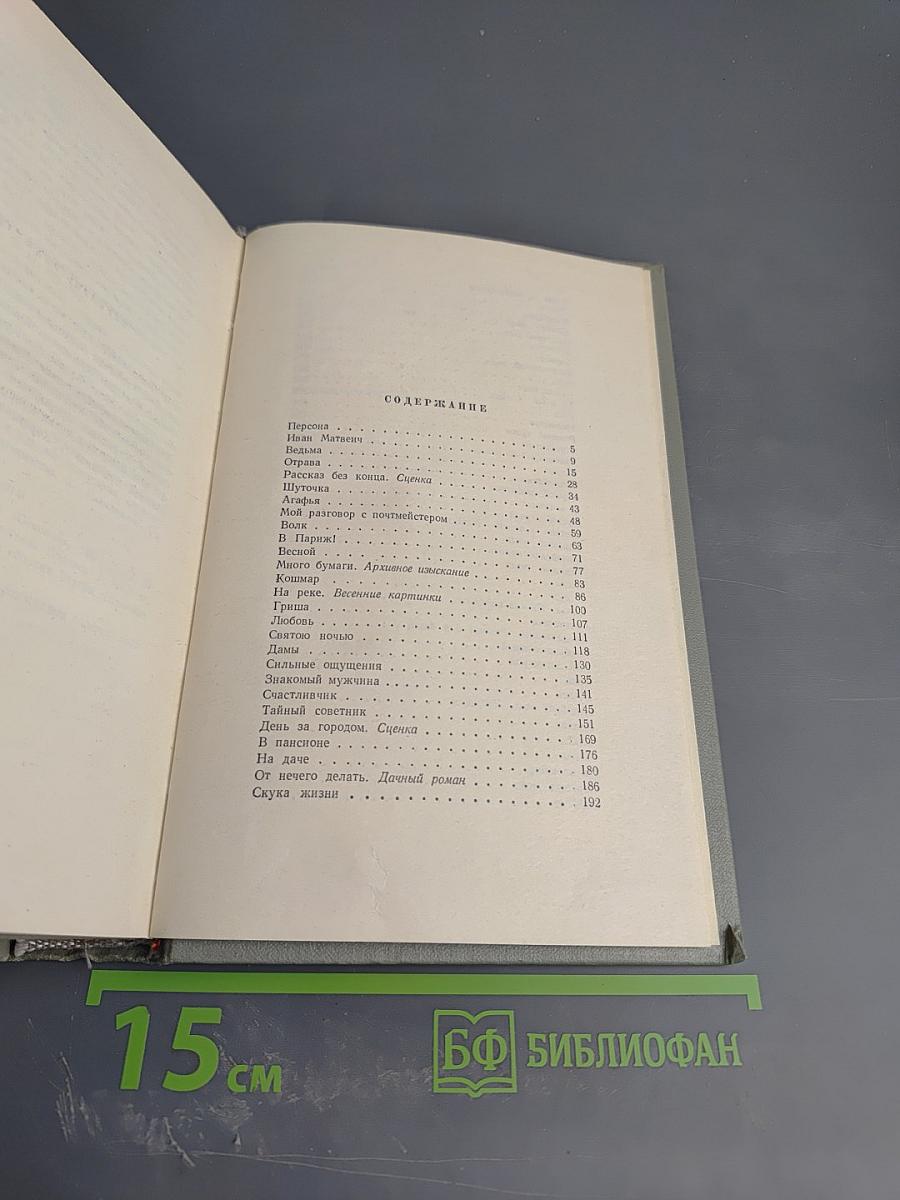 СОДЕРЖАНИЕ
Персона . . . . . . . . . . . . . . . . 5
Иван Матвеич . . . . . . . . . . . . . . 9
Ведьма . . . . . . . . . . . . . . . . 15
Отрава . . . . . . . . . . . . . . . . 28
Рассказ без конца. Сценка . . . . . . . . . 34
Шуточка . . . . . . . . . . . . . . . . 43
Агафья . . . . . . . . . . . . . . . . 48
Мой разговор с почтмейстером . . . . . . . . 59
Волк . . . . . . . . . . . . . . . . . 63
В Париж! . . . . . . . . . . . . . . . 71
Весной . . . . . . . . . . . . . . . . 77
Много бумаги. Архивное изыскание . . . . . . 83
Кошмар . . . . . . . . . . . . . . . . 86
На реке. Весенние картинки . . . . . . . . 100
Гриша . . . . . . . . . . . . . . . . 107
Любовь . . . . . . . . . . . . . . . . 111
Святою ночью . . . . . . . . . . . . . . 118
Дамы . . . . . . . . . . . . . . . . . 130
Сильные ощущения . . . . . . . . . . . . 135
Знакомый мужчина . . . . . . . . . . . . 141
Счастливчик . . . . . . . . . . . . . . 145
Тайный советник . . . . . . . . . . . . . 151
День за городом. Сценка . . . . . . . . . 169
В пансионе . . . . . . . . . . . . . . . 176
На даче . . . . . . . . . . . . . . . . 180
От нечего делать. Дачный роман . . . . . . . 186
Скука жизни . . . . . . . . . . . . . . 192
15 см
БФ БИБЛИОФАН